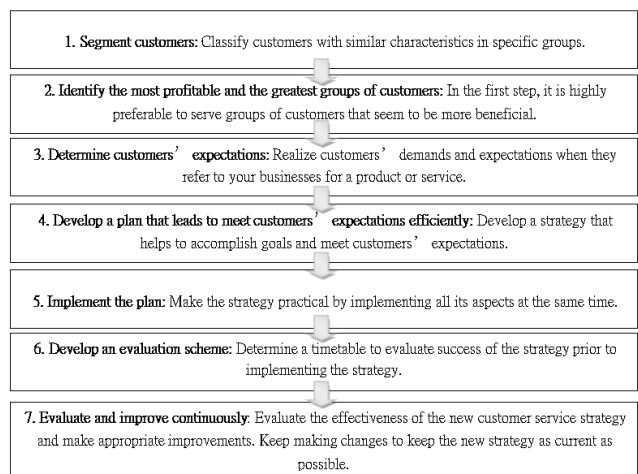 1. Segment customers: Classify customers with similar characteristics in specific groups.
2. Identify the most profitable and the greatest groups of customers: In the first step, it is highly
preferable to serve groups of customers that seem to be more beneficial.
3. Determine customers’ expectations: Realize customers’ demands and expectations when they
refer to your businesses for a product or service.
4. Develop a plan that leads to meet customers’ expectations efficiently: Develop a strategy that
helps to accomplish goals and meet customers’ expectations.
5. Implement the plan: Make the strategy practical by implementing all its aspects at the same time.
6. Develop an evaluation scheme: Determine a timetable to evaluate success of the strategy prior to
implementing the strategy.
7. Evaluate and improve continuously: Evaluate the effectiveness of the new customer service strategy
and make appropriate improvements. Keep making changes to keep the new strategy as current as
possible.